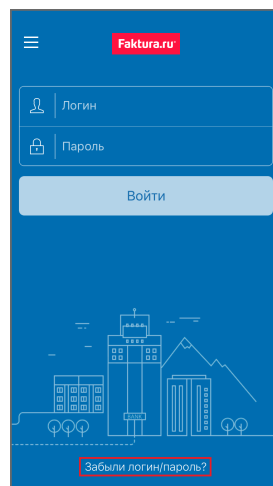 Faktura.ru
Логин
Пароль
Войти
BANK
Забыли логин/пароль?